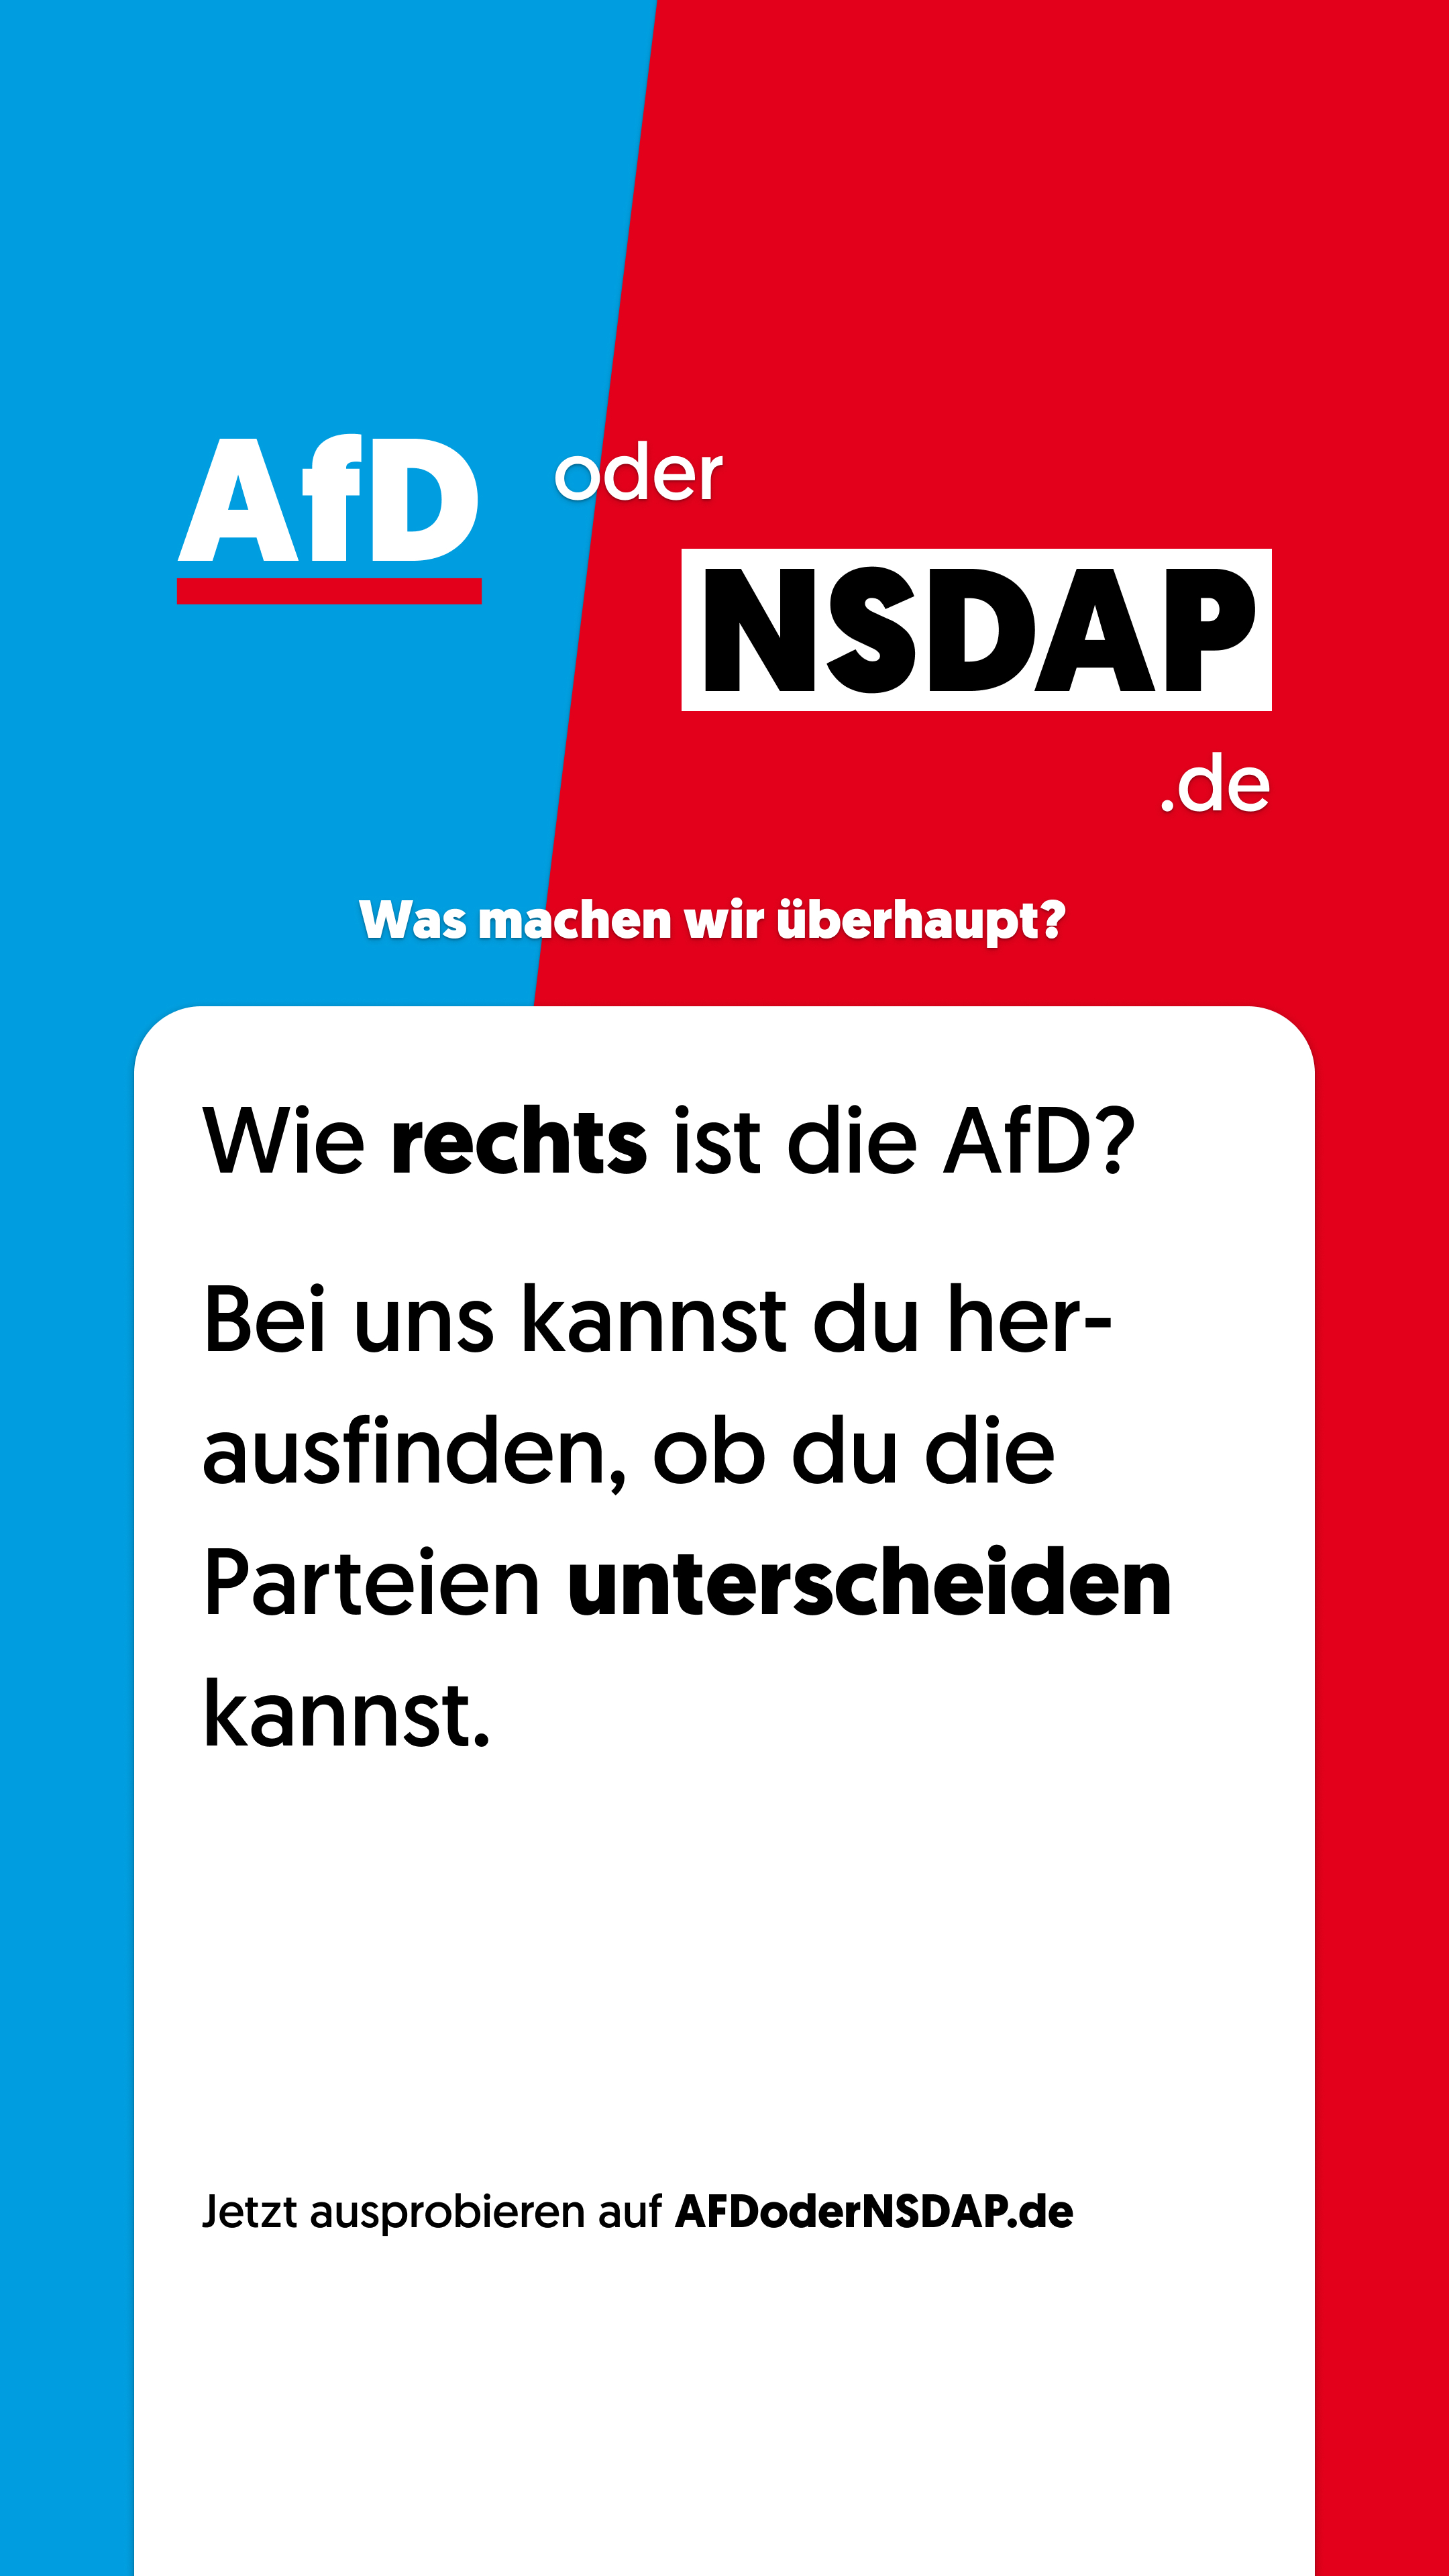 AfD
oder
NSDAP
.de
Was machen wir überhaupt?
Wie rechts ist die AfD?
Bei uns kannst du her-
ausfinden, ob du die
Parteien unterscheiden
kannst.
Jetzt ausprobieren auf AFDoderNSDAP.de